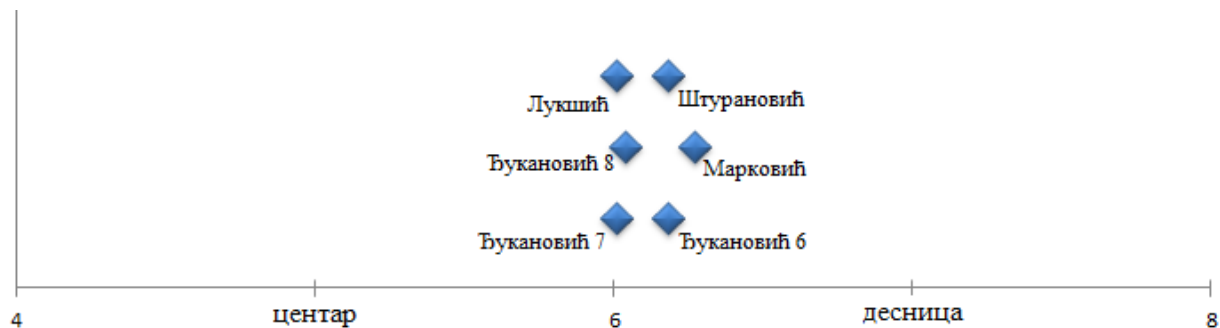 Лукшић
Штурановић
Ђукановић 8
Марковић
Ђукановић 7
Ђукановић 6
4
центар
6
десница
8